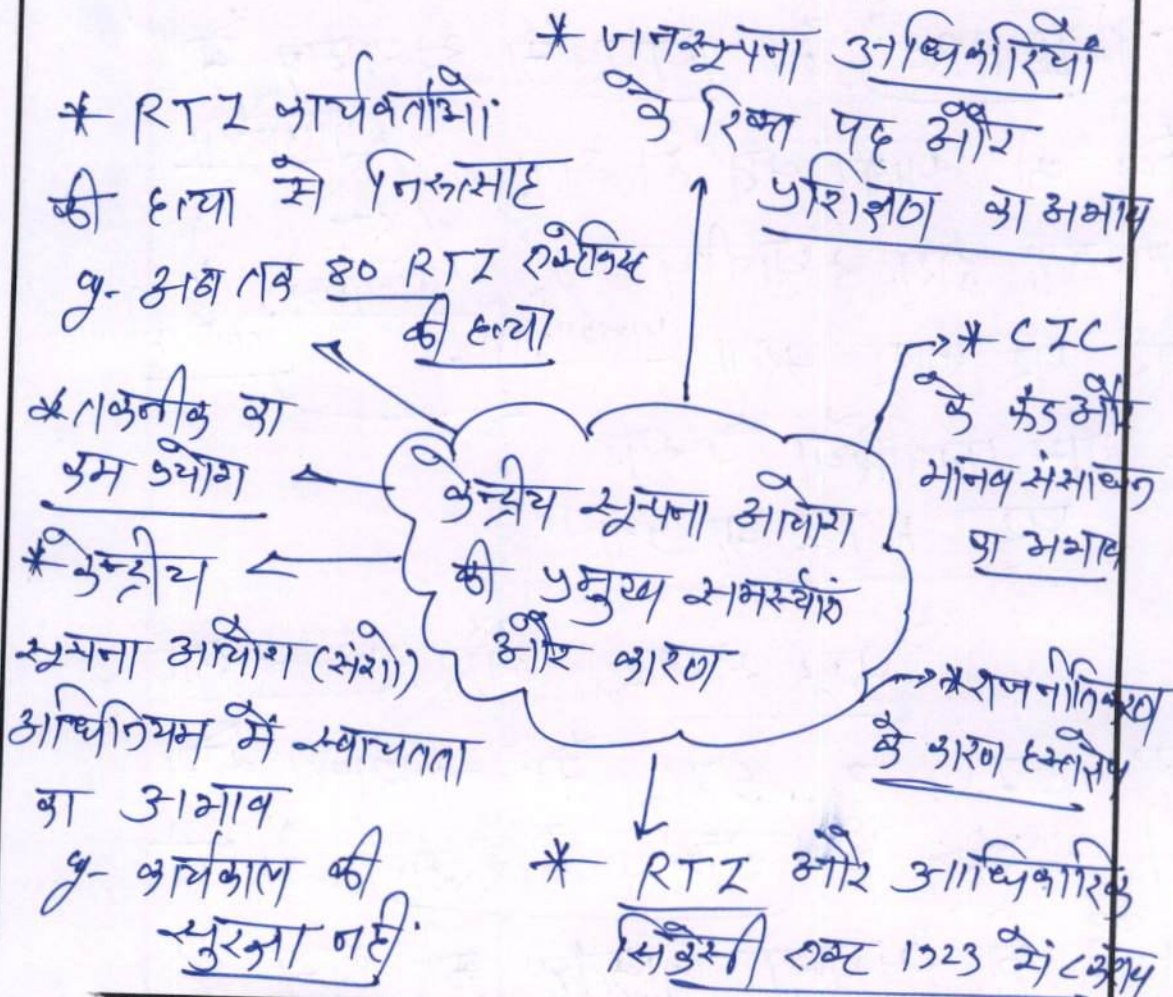 * जनसूचना अधिकारियों
के रिक्त पद और
प्रशिक्षण का अभाव
* RTI कार्यकर्ताओं
की हत्या से निरुत्साह
eg- अब तक 80 RTI एक्टिविस्ट
की हत्या
* तकनीक का
कम प्रयोग
* केन्द्रीय
सूचना आयोग (संशो)
अधिनियम में स्वायत्तता
का अभाव
eg- कार्यकाल की
सुरक्षा नहीं
केन्द्रीय सूचना आयोग
की प्रमुख समस्याएं
और कारण
* CIC
के फंड और
मानव संसाधन
का अभाव
* राजनीतिकरण
के कारण हस्तक्षेप
* RTI और आधिकारिक
सिक्रेसी एक्ट 1923 में टकराव